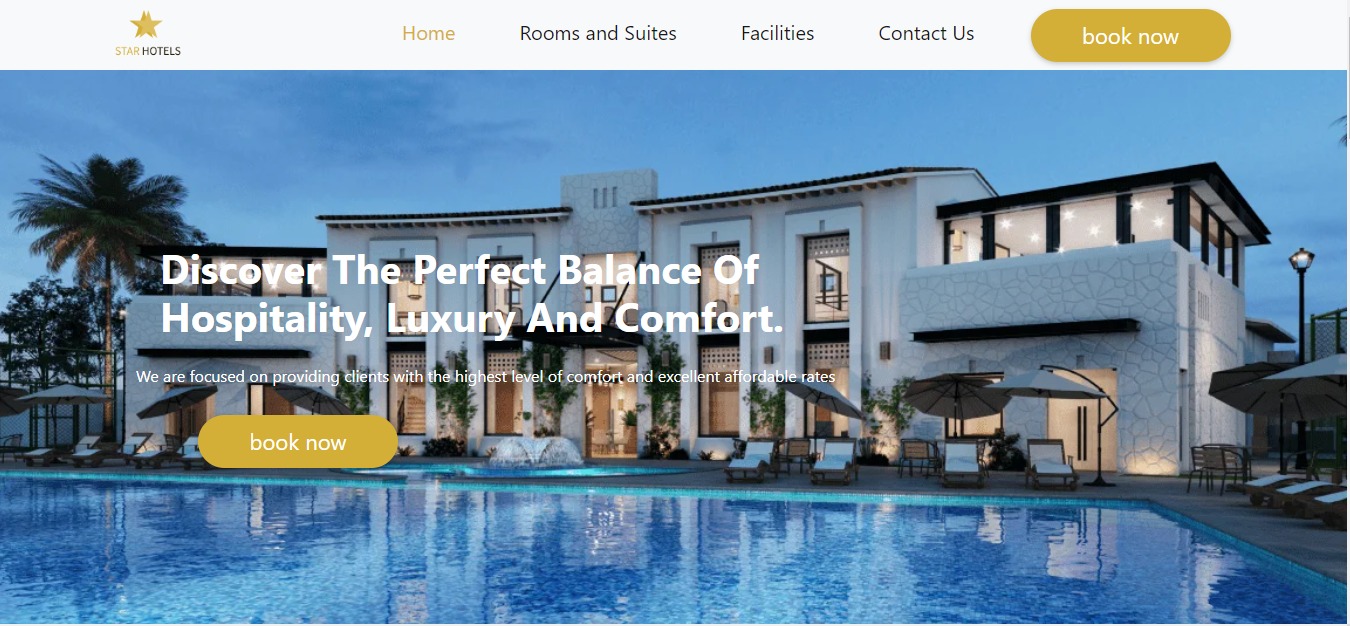 STAR HOTELS
Home
Rooms and Suites
Facilities
Contact Us
book now
Discover The Perfect Balance Of
Hospitality, Luxury And Comfort.
We are focused on providing clients with the highest level of comfort and excellent affordable rates
book now